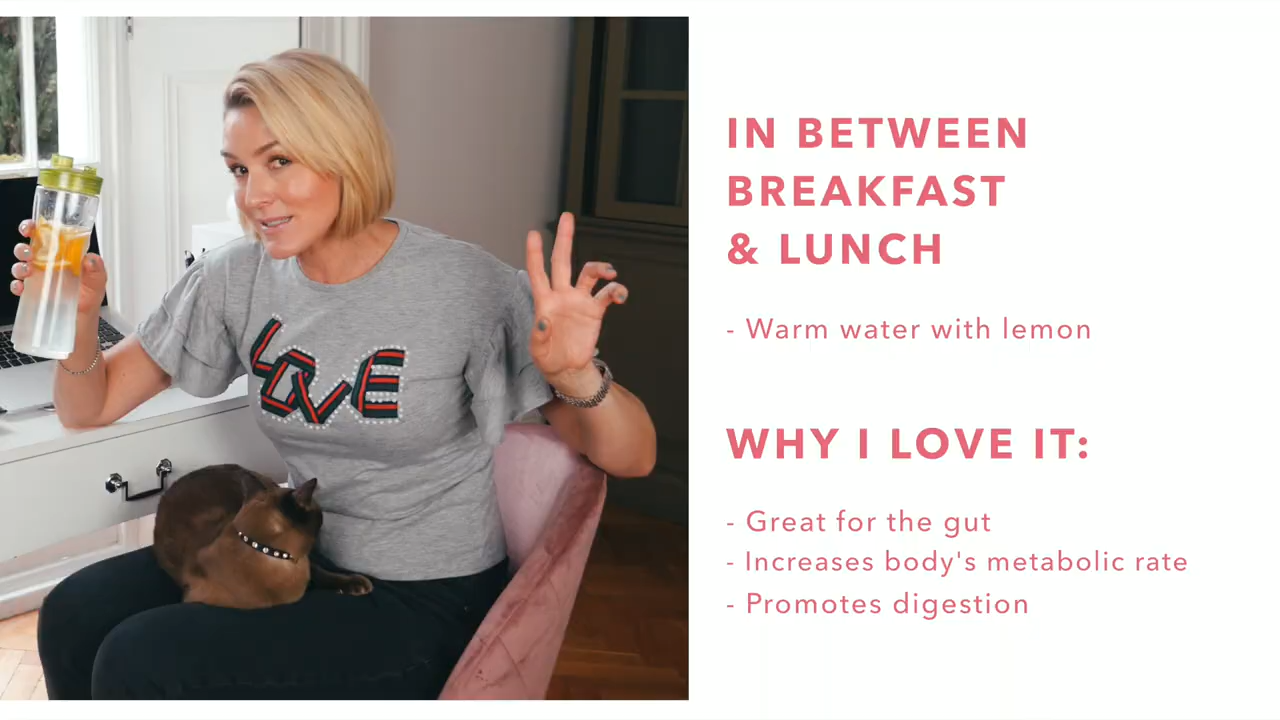 LOVE
IN BETWEEN
BREAKFAST
& LUNCH
- Warm water with lemon
WHY I LOVE IT:
- Great for the gut
- Increases body's metabolic rate
- Promotes digestion